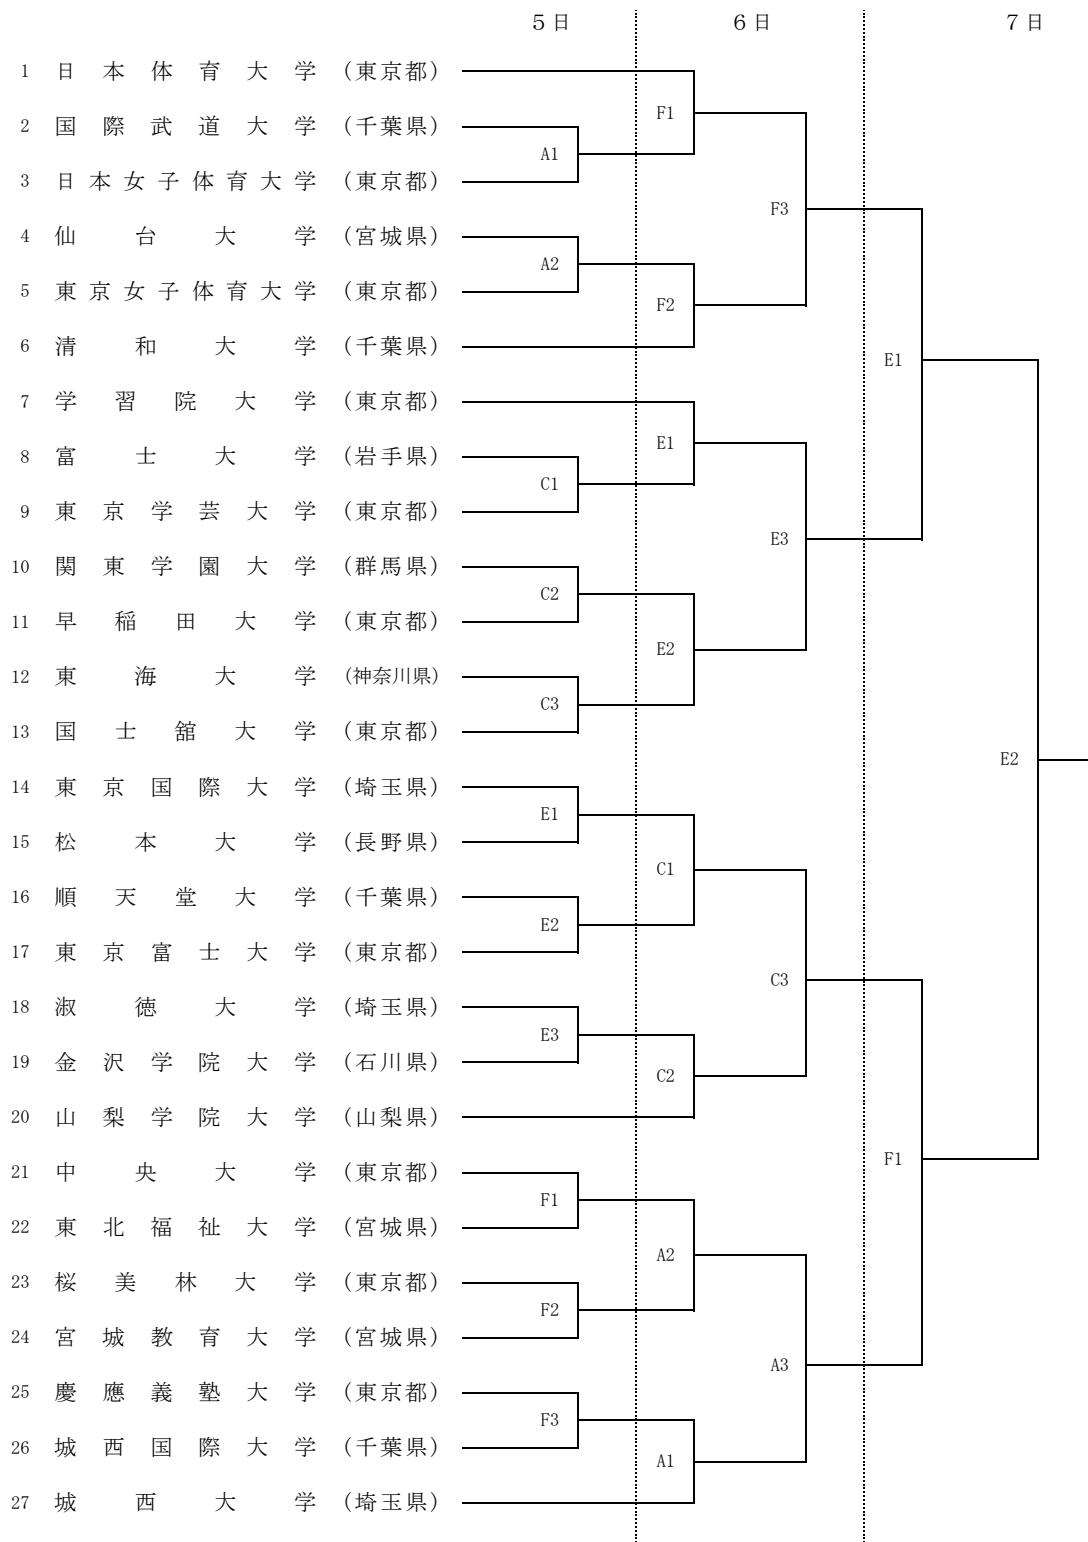 5日 6日 7日
1 日本体育大学 (東京都)
F1
2 国際武道大学 (千葉県)
A1
3 日本女子体育大学 (東京都)
F3
4 仙台大学 (宮城県)
A2
5 東京女子体育大学 (東京都)
F2
6 清和大学 (千葉県)
E1
7 学習院大学 (東京都)
E1
8 富士大学 (岩手県)
C1
9 東京学芸大学 (東京都)
E3
10 関東学園大学 (群馬県)
C2
11 早稲田大学 (東京都)
E2
12 東海大学 (神奈川県)
C3
13 国士舘大学 (東京都)
E2
14 東京国際大学 (埼玉県)
E1
15 松本大学 (長野県)
C1
16 順天堂大学 (千葉県)
E2
17 東京富士大学 (東京都)
C3
18 淑徳大学 (埼玉県)
E3
19 金沢学院大学 (石川県)
C2
20 山梨学院大学 (山梨県)
F1
21 中央大学 (東京都)
F1
22 東北福祉大学 (宮城県)
A2
23 桜美林大学 (東京都)
F2
24 宮城教育大学 (宮城県)
A3
25 慶應義塾大学 (東京都)
F3
26 城西国際大学 (千葉県)
A1
27 城西大学 (埼玉県)